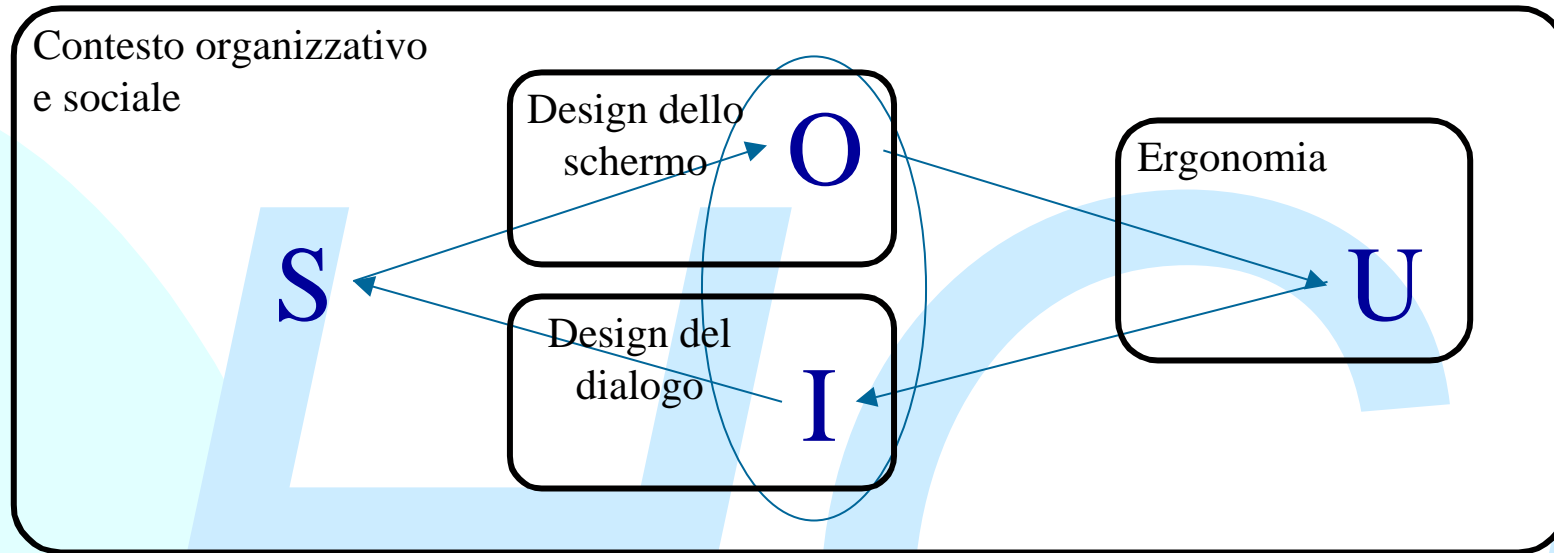 Contesto organizzativo
e sociale
Design dello
schermo
O
Ergonomia
S
U
Design del
dialogo
I